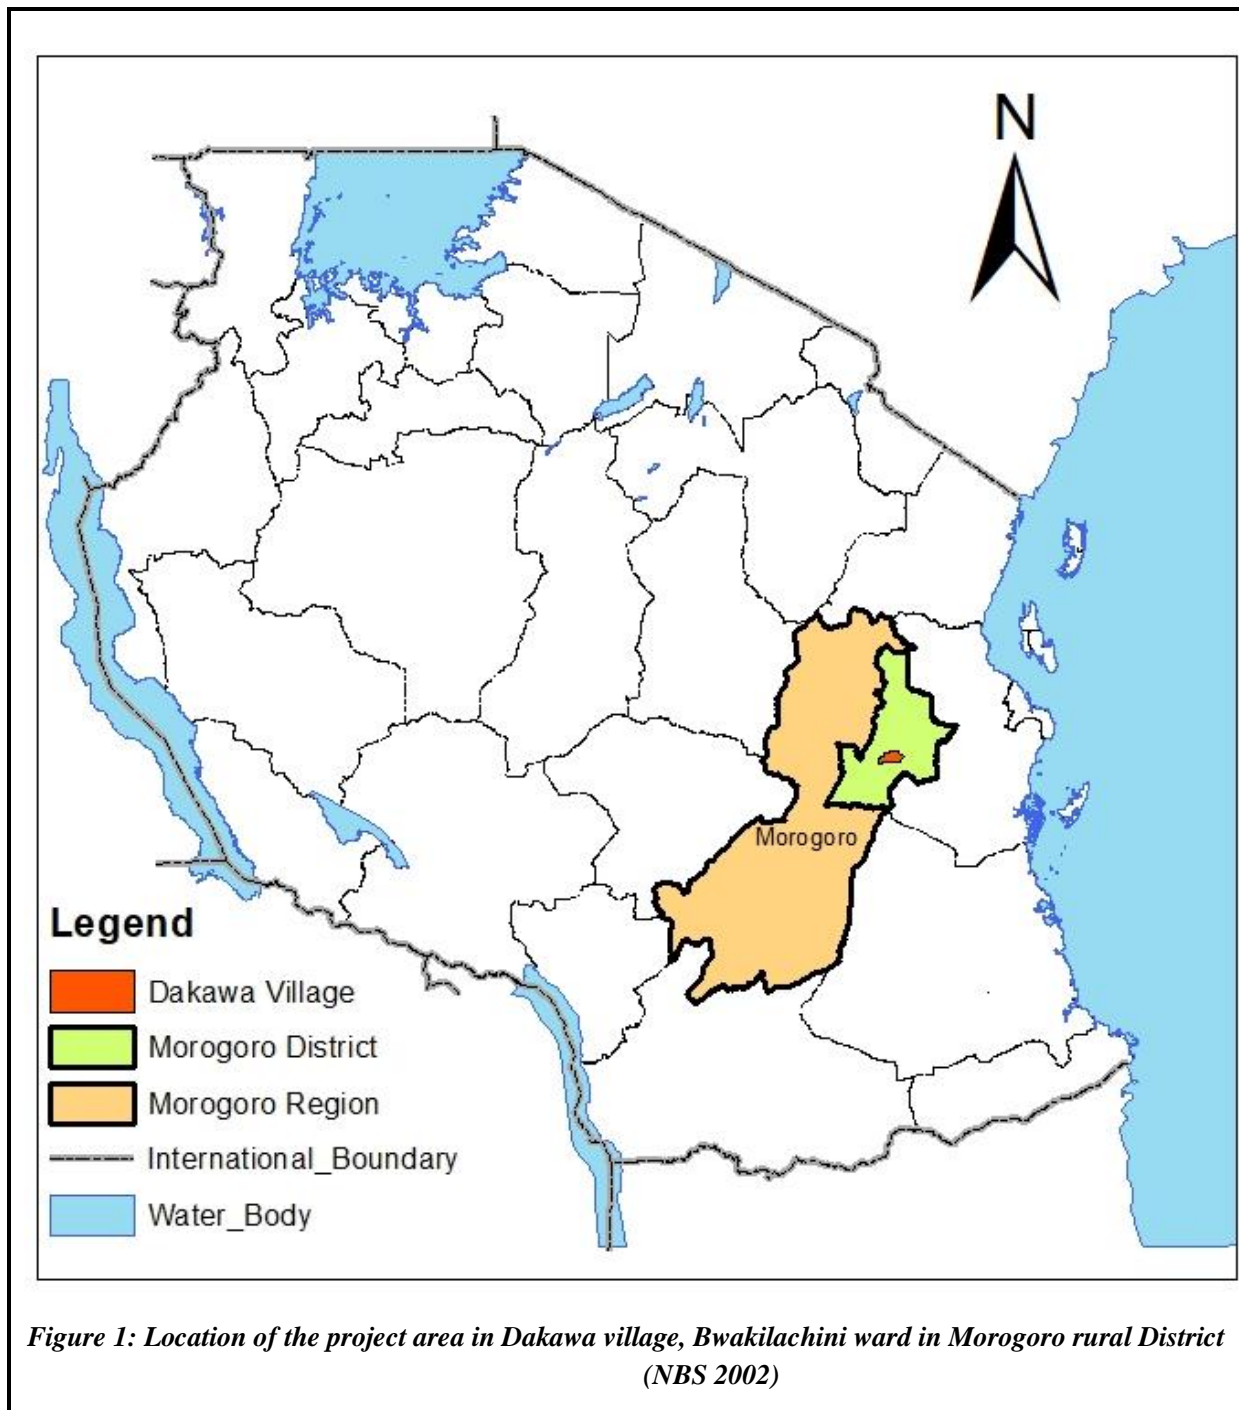 N
Morogoro
Legend
Dakawa Village
Morogoro District
Morogoro Region
International_Boundary
Water_Body
Figure 1: Location of the project area in Dakawa village, Bwakilachini ward in Morogoro rural District
(NBS 2002)